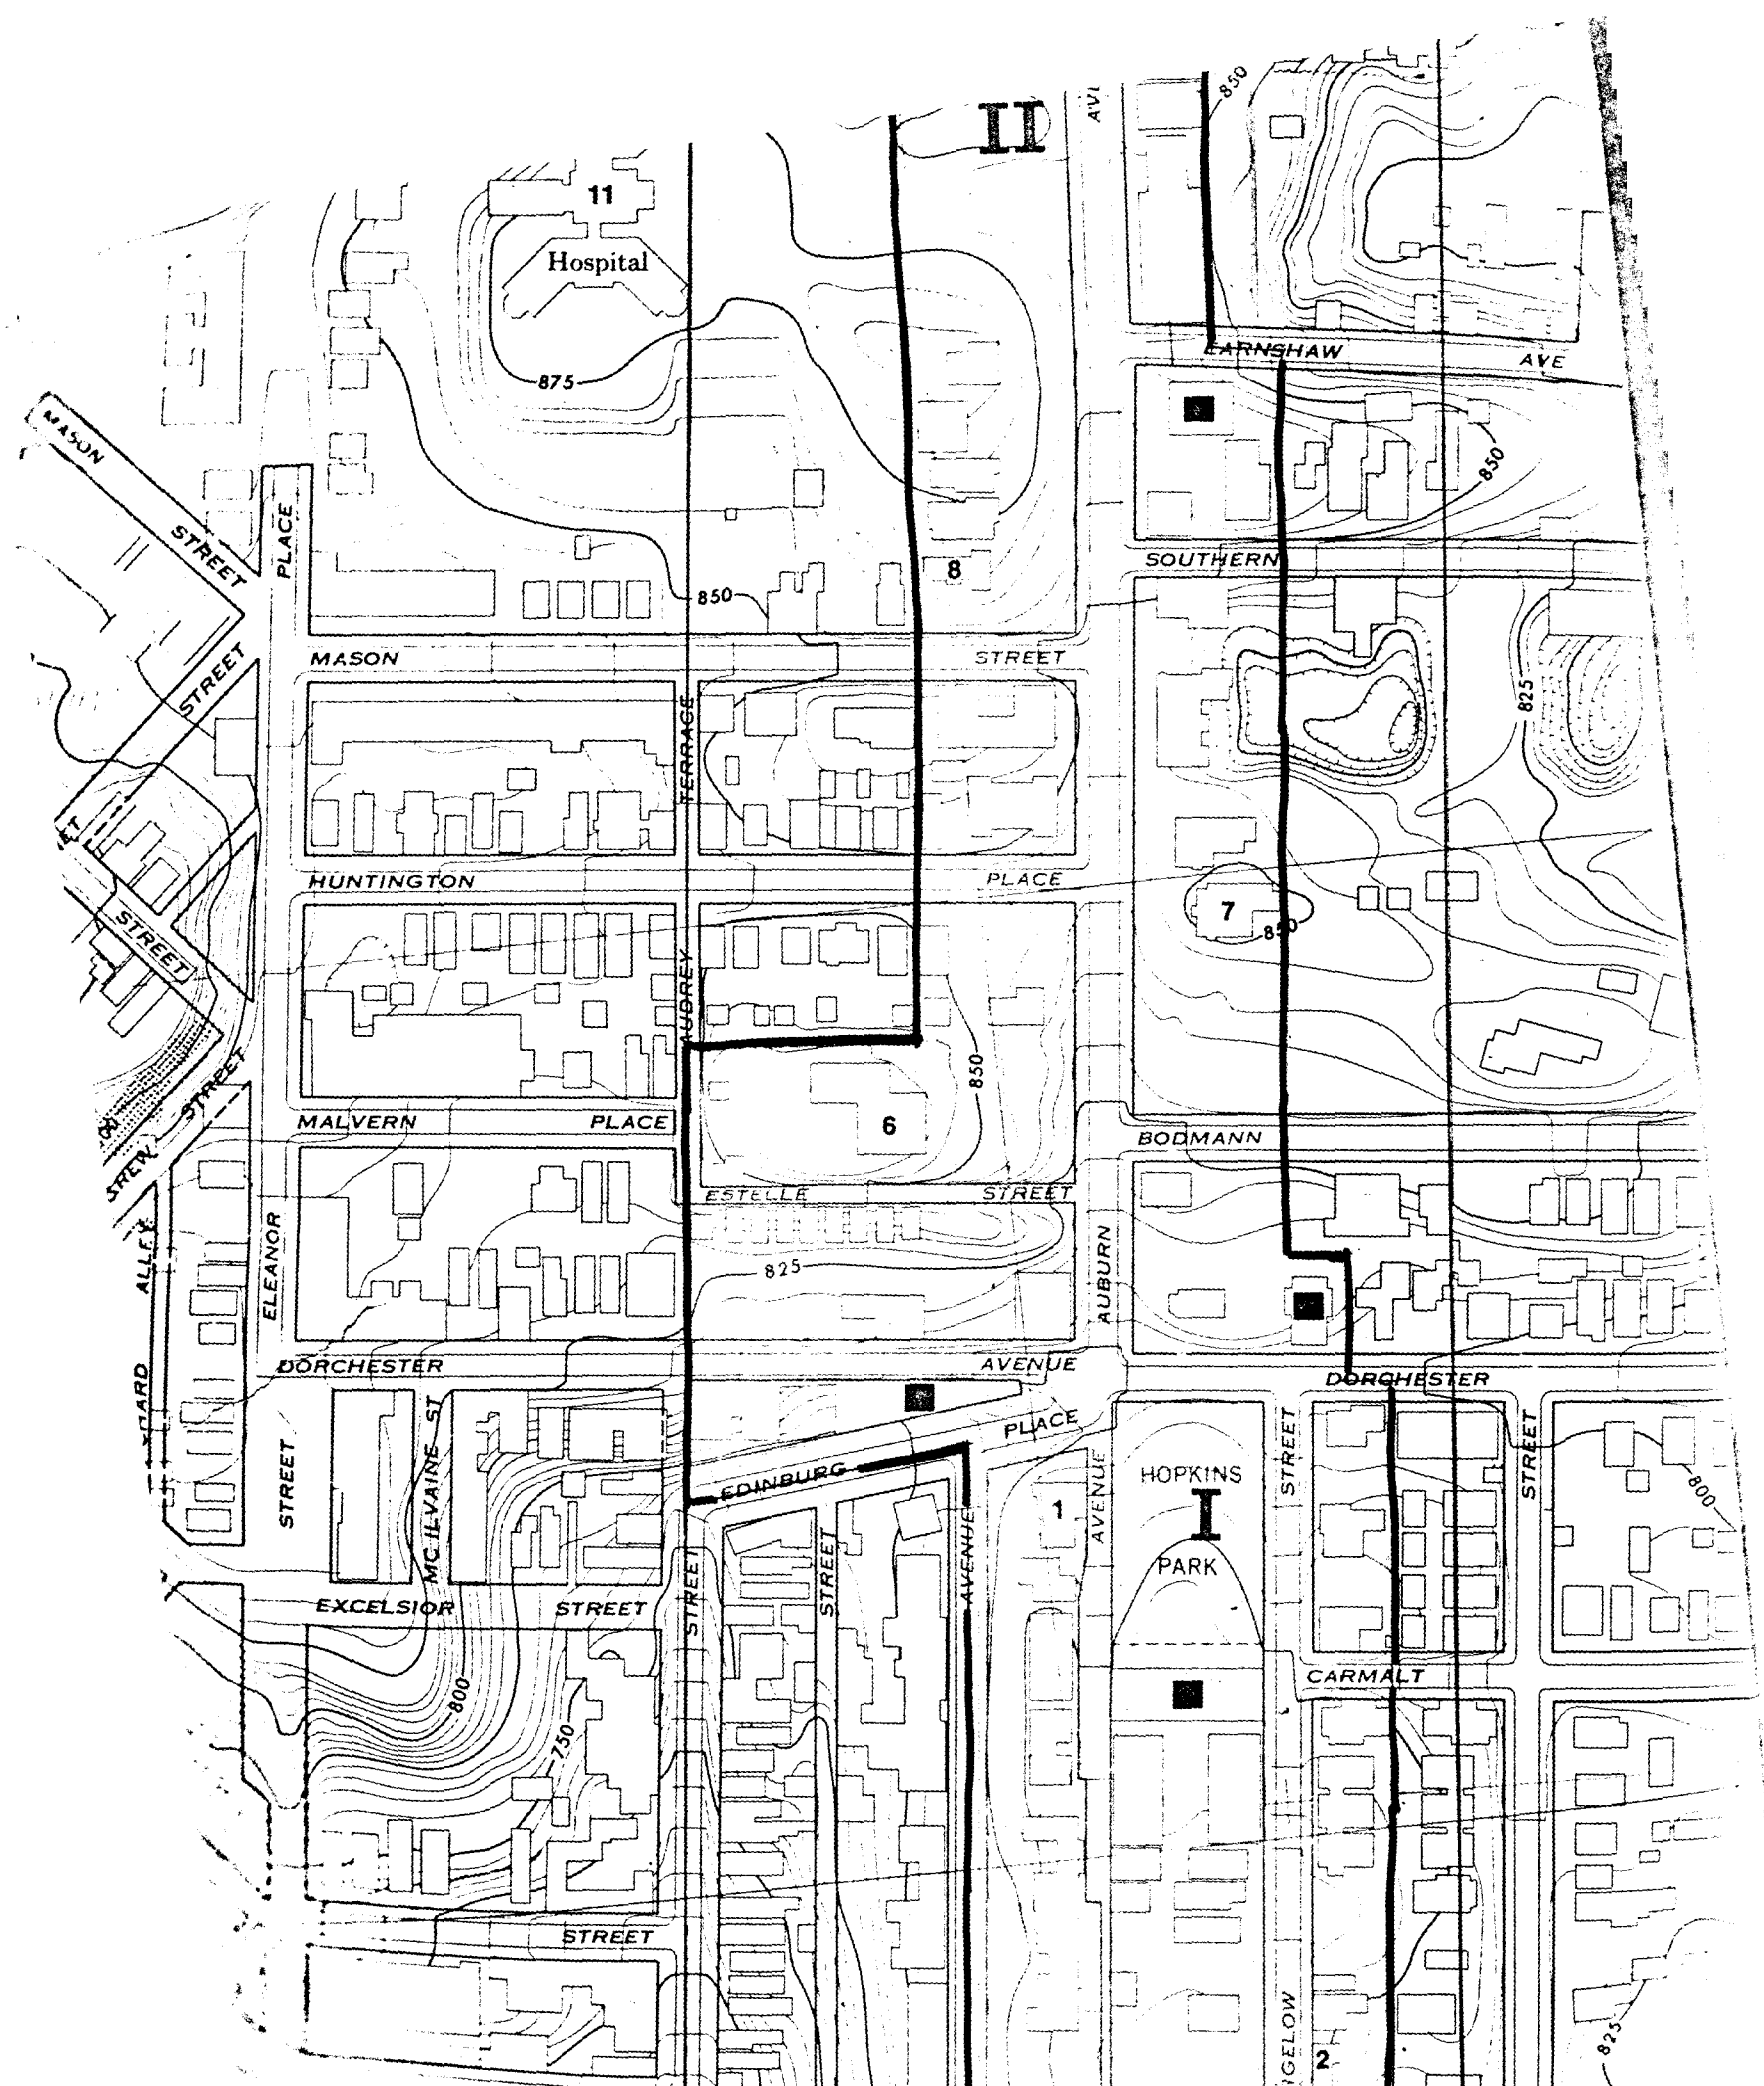 II
AVE
850
11
Hospital
EARNSHAW AVE
875
MASON
STREET
850
PLACE
SOUTHERN
8
850
MASON STREET
STREET
TERRACE
825
HUNTINGTON PLACE
7
850
STREET
AUDREY
850
MALVERN PLACE
6
BODMANN
STREET
ESTELLE STREET
ALLEY
ELEANOR
825
AUBURN
DORCHESTER AVENUE
DORCHESTER
PLACE
EDINBURG
STREET
MC ILVAINE ST
1
AVENUE
HOPKINS
I
PARK
STREET
STREET
800
EXCELSIOR STREET
STREET
STREET
AVENUE
CARMALT
800
750
STREET
IGELOW
2
825